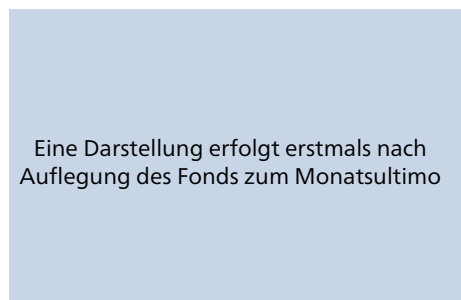 Eine Darstellung erfolgt erstmals nach
Auflegung des Fonds zum Monatsultimo